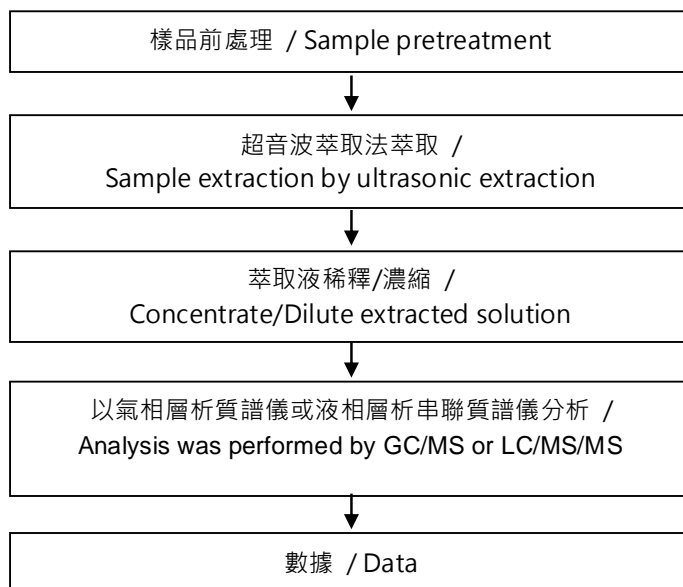 樣品前處理 / Sample pretreatment
超音波萃取法萃取 /
Sample extraction by ultrasonic extraction
萃取液稀釋/濃縮 /
Concentrate/Dilute extracted solution
以氣相層析質譜儀或液相層析串聯質譜儀分析 /
Analysis was performed by GC/MS or LC/MS/MS
數據 / Data